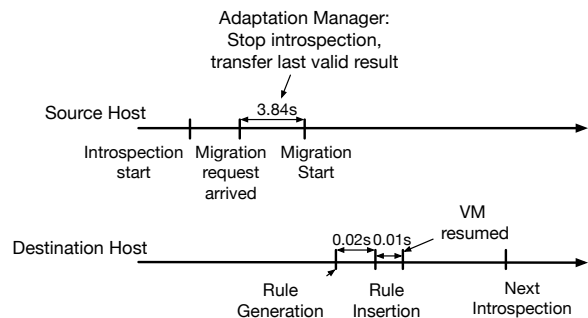 Adaptation Manager:
Stop introspection,
transfer last valid result
3.84s
Source Host
Introspection
start
Migration
request
arrived
Migration
Start
VM
resumed
0.02s
0.01s
Destination Host
Rule
Generation
Rule
Insertion
Next
Introspection